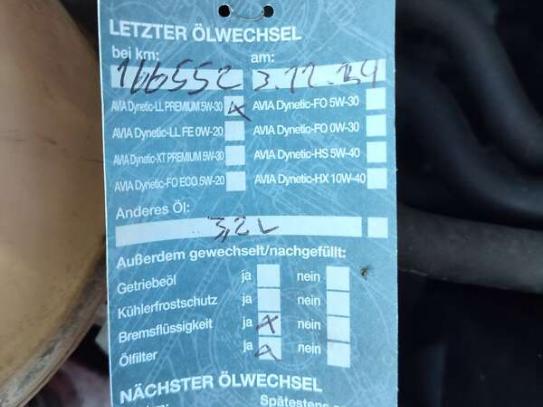 LETZTER ÖLWECHSEL
bei km: am:
166552 3.12.
AVIA Dynetic-LL PREMIUM 5W-30 x AVIA Dynetic-FO 5W-30
AVIA Dynetic-LL FE 0W-20 AVIA Dynetic-FO 0W-30
AVIA Dynetic-XT PREMIUM 5W-30 AVIA Dynetic-HS 5W-40
AVIA Dynetic-FO ECO 5W-20 AVIA Dynetic-HX 10W-40
Anderes Öl:
3,2 L
Außerdem gewechselt/nachgefüllt:
Getriebeöl ja nein
Kühlerfrostschutz ja nein
Bremsflüssigkeit ja x nein
Ölfilter ja x nein
NÄCHSTER ÖLWECHSEL
Spätestens